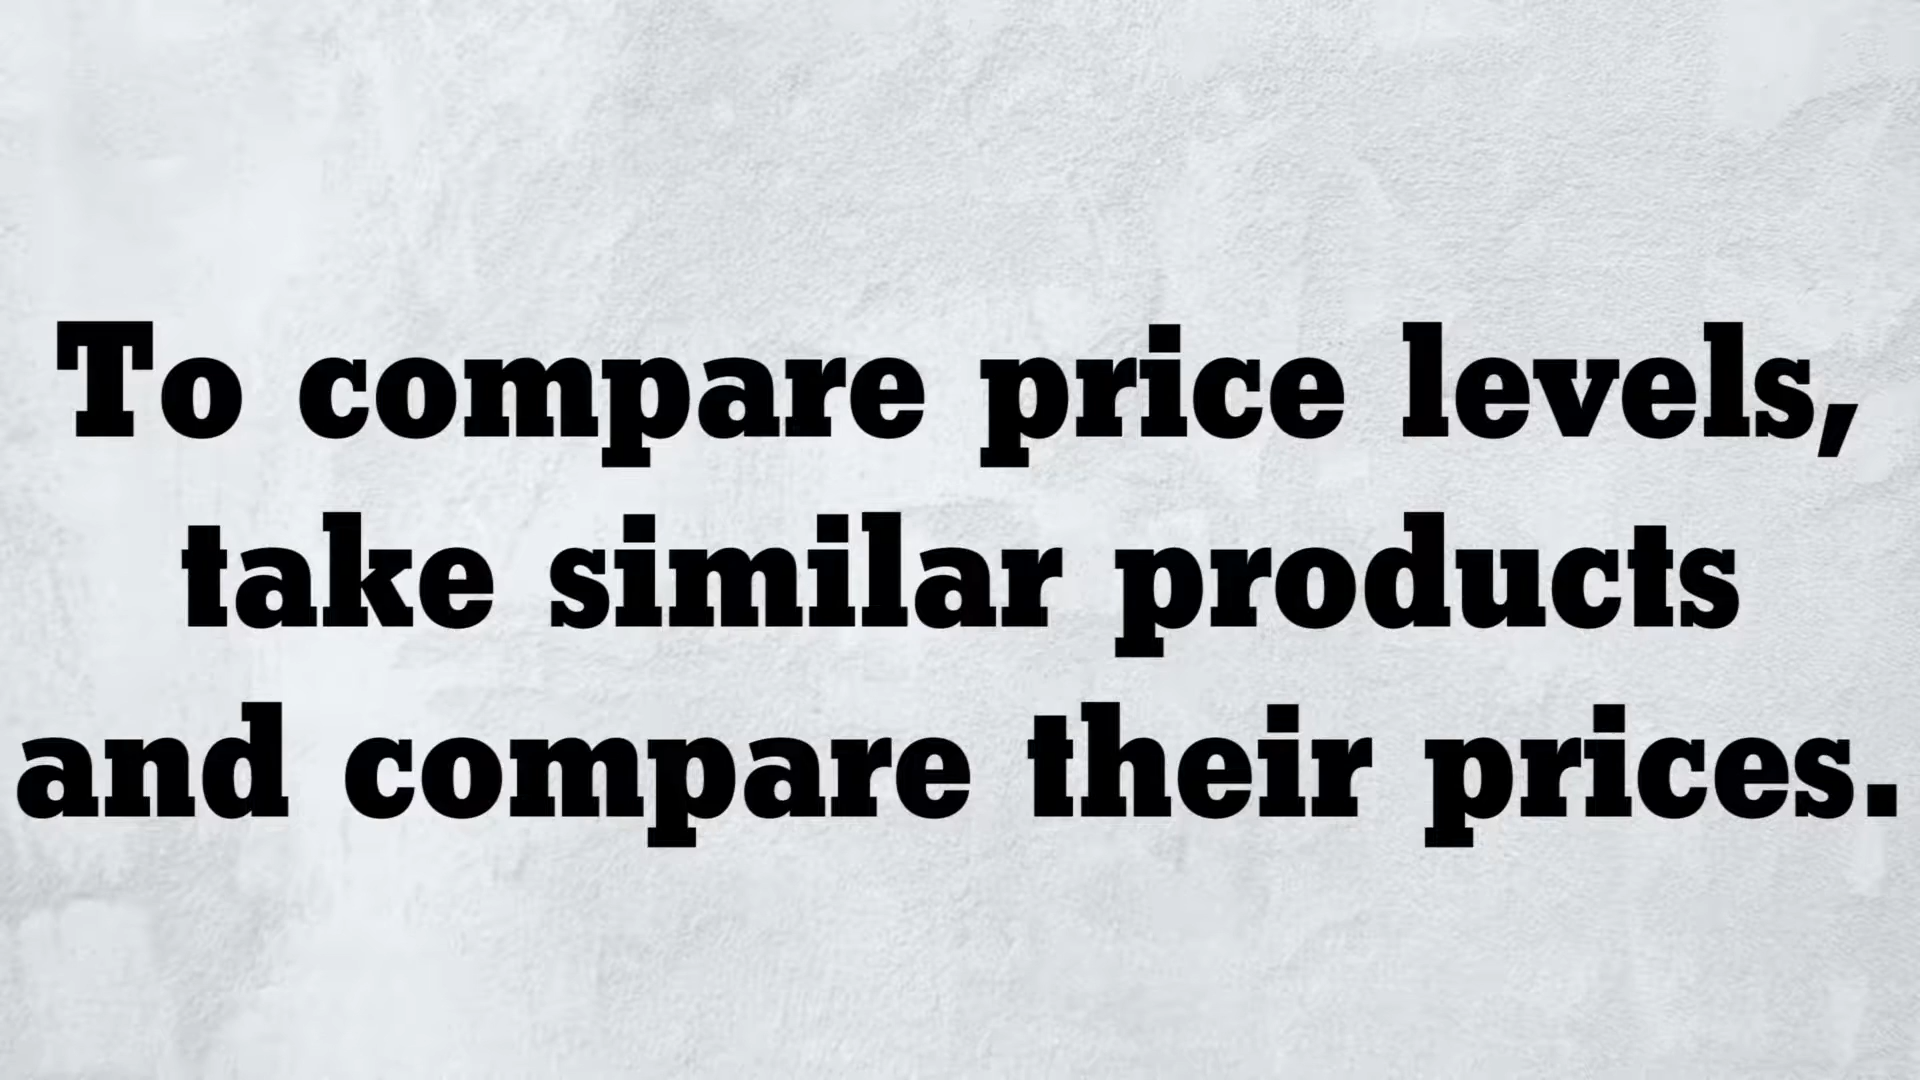 To compare price levels,
take similar products
and compare their prices.